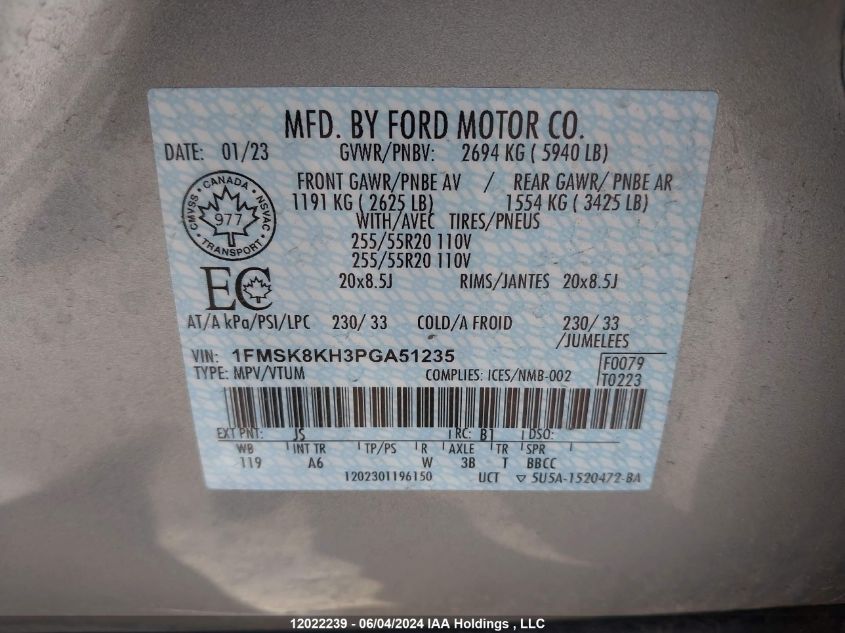 MFD. BY FORD MOTOR CO.
DATE: 01/23 GVWR/PNBV: 2694 KG ( 5940 LB)
FRONT GAWR/PNBE AV / REAR GAWR/ PNBE AR
1191 KG ( 2625 LB) 1554 KG ( 3425 LB)
WITH/AVEC TIRES/PNEUS
255/55R20 110V
255/55R20 110V
20x8.5J RIMS/JANTES 20x8.5J
CANADA
CMVSS NSVAC
977
TRANSPORT
EC
AT/A kPa/PSI/LPC 230/ 33 COLD/A FROID 230/ 33
/JUMELEES
VIN: 1FMSK8KH3PGA51235 F0079
TYPE: MPV/VTUM COMPLIES: ICES/NMB-002 T0223
EXT PNT: JS RC: B1 DSO:
WB INT TR TP/PS R AXLE TR SPR
119 A6 W 3B T BBCC
1202301196150 UCT ▽ 5U5A-1520472-BA
12022239 - 06/04/2024 IAA Holdings , LLC